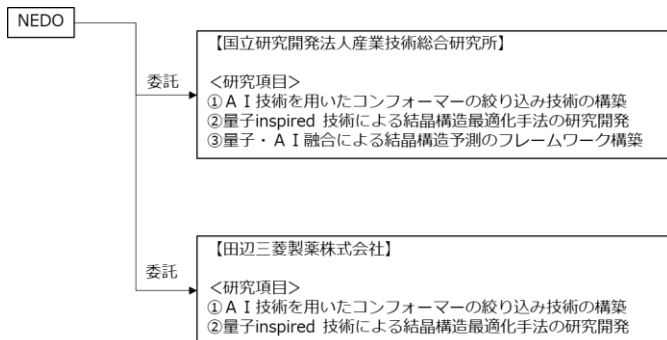 NEDO
委託
【国立研究開発法人産業技術総合研究所】
<研究項目>
①ＡＩ技術を用いたコンフォーマーの絞り込み技術の構築
②量子inspired 技術による結晶構造最適化手法の研究開発
③量子・ＡＩ融合による結晶構造予測のフレームワーク構築
委託
【田辺三菱製薬株式会社】
<研究項目>
①ＡＩ技術を用いたコンフォーマーの絞り込み技術の構築
②量子inspired 技術による結晶構造最適化手法の研究開発